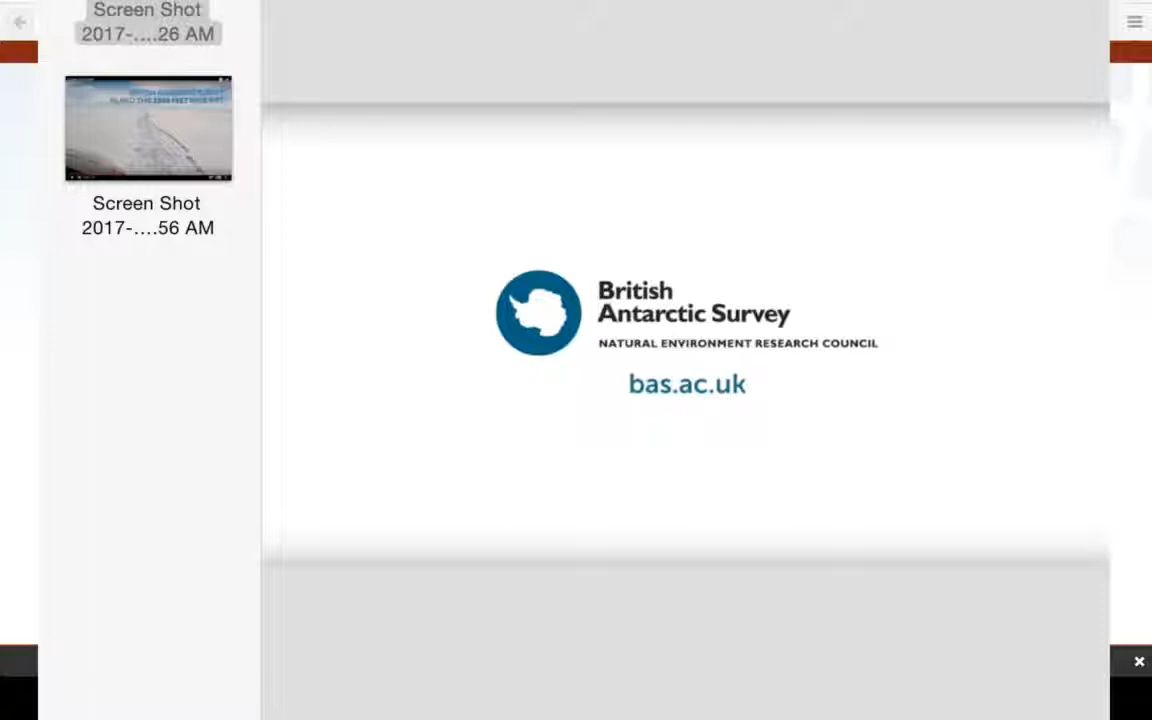 Screen Shot
2017-....26 AM
Screen Shot
2017-....56 AM
British
Antarctic Survey
NATURAL ENVIRONMENT RESEARCH COUNCIL
bas.ac.uk